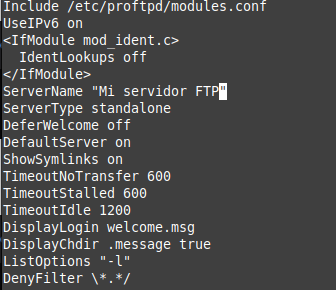 Include /etc/proftpd/modules.conf
UseIPv6 on
<IfModule mod_ident.c>
  IdentLookups off
</IfModule>
ServerName "Mi servidor FTP"
ServerType standalone
DeferWelcome off
DefaultServer on
ShowSymlinks on
TimeoutNoTransfer 600
TimeoutStalled 600
TimeoutIdle 1200
DisplayLogin welcome.msg
DisplayChdir .message true
ListOptions "-l"
DenyFilter \*.*/